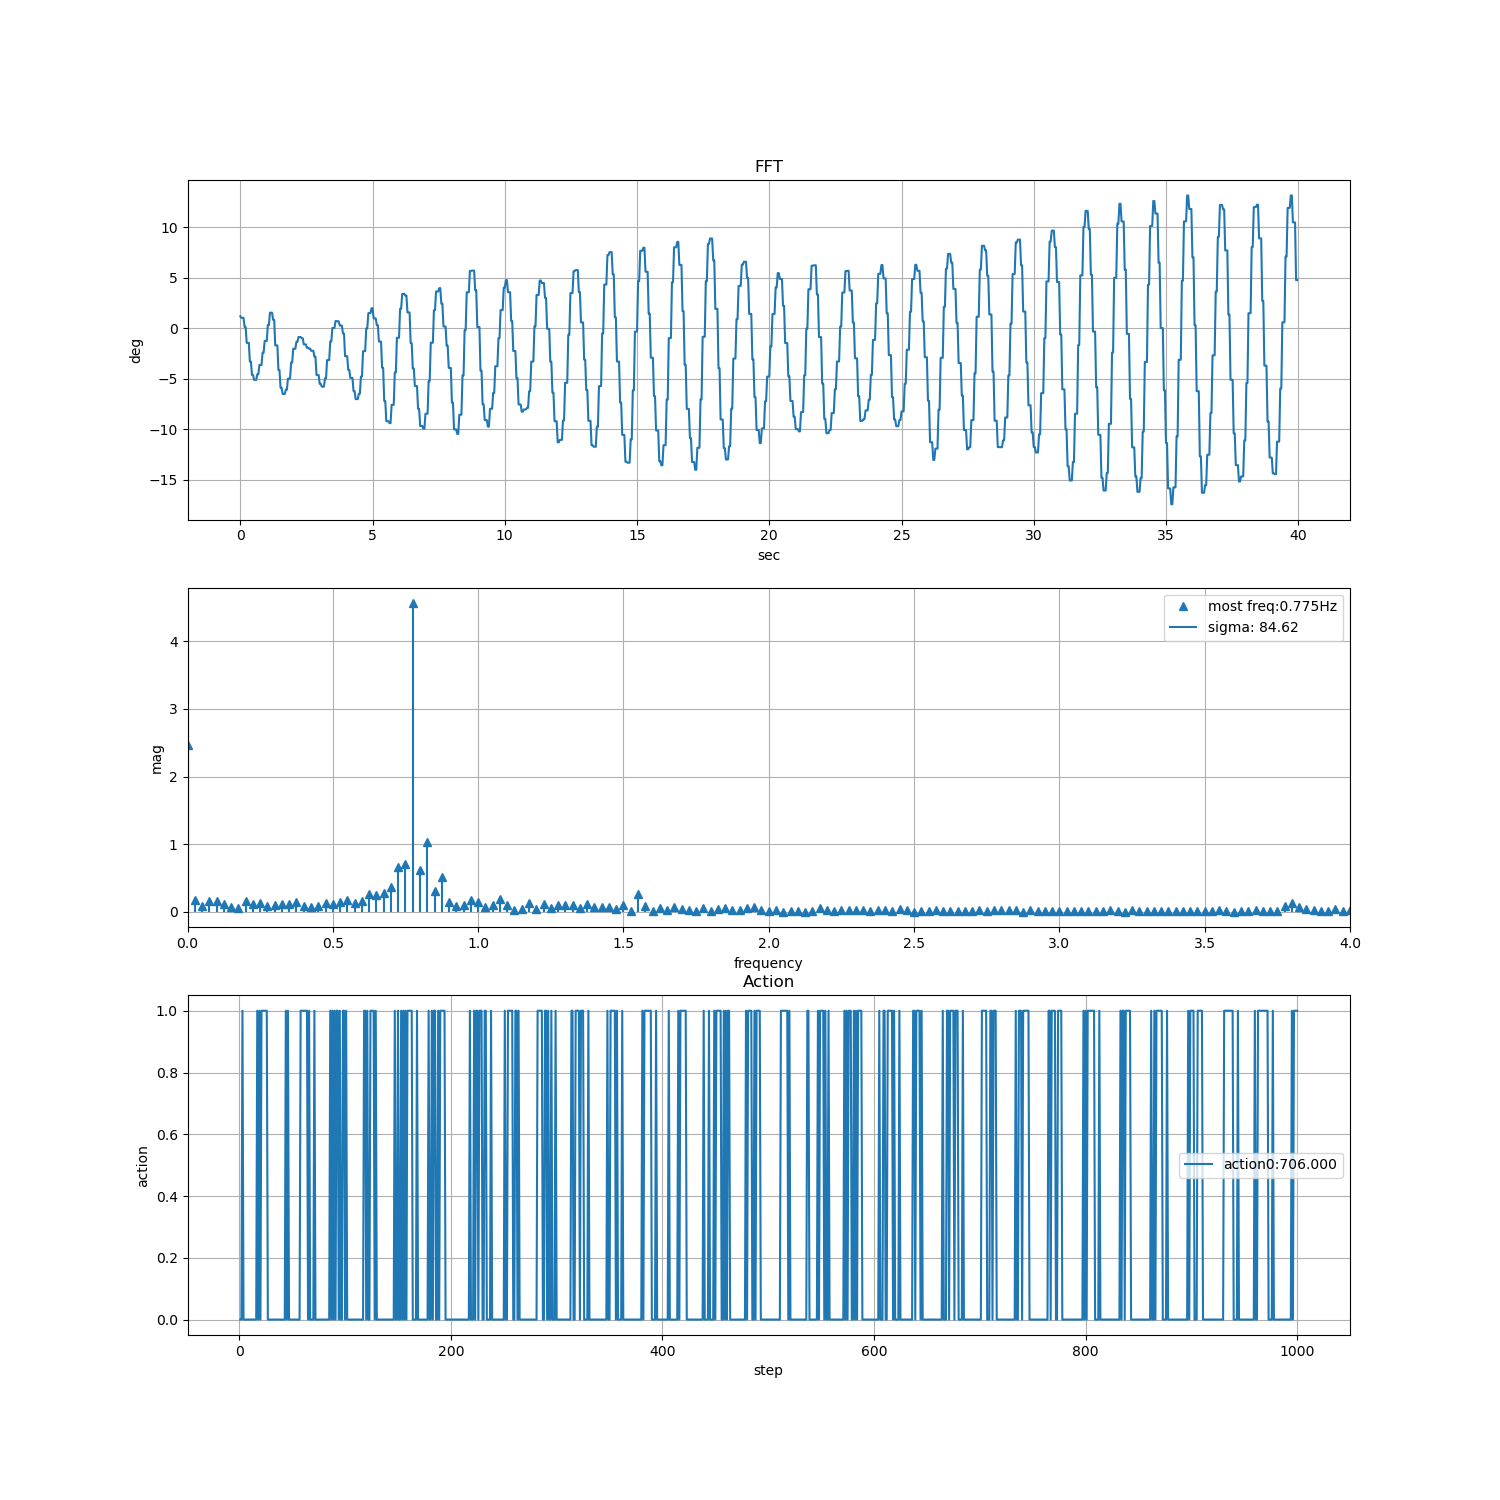 FFT
10
5
0
−5
−10
−15
deg
0 5 10 15 20 25 30 35 40
sec
4
3
2
1
0
mag
most freq:0.775Hz
sigma: 84.62
0.0 0.5 1.0 1.5 2.0 2.5 3.0 3.5 4.0
frequency
Action
1.0
0.8
0.6
0.4
0.2
0.0
action
action0:706.000
0 200 400 600 800 1000
step